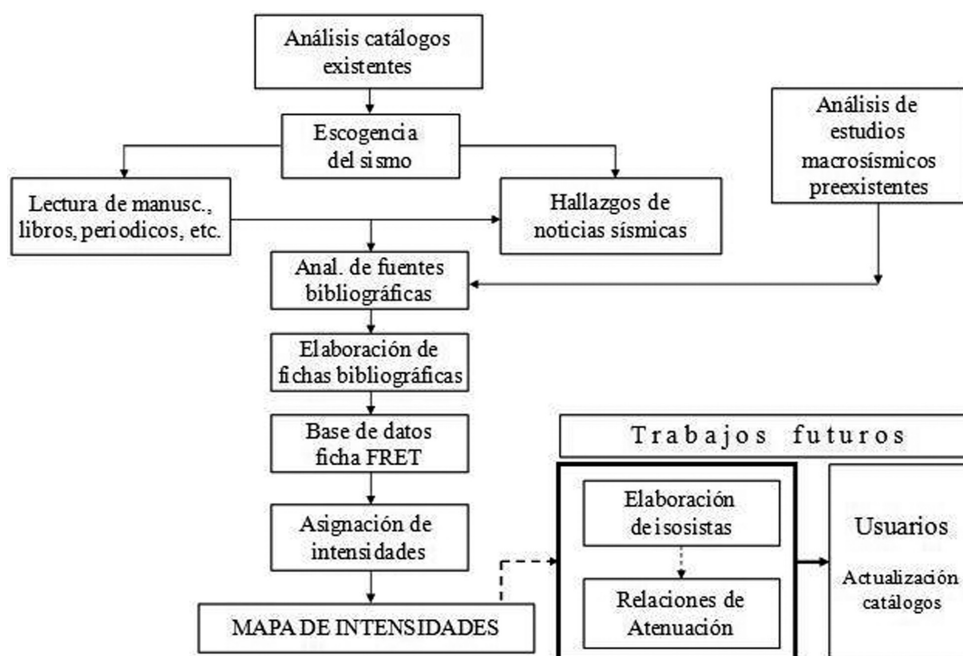 Análisis catálogos
existentes
Escogencia
del sismo
Análisis de
estudios
macrosísmicos
preexistentes
Lectura de manusc.,
libros, periodicos, etc.
Hallazgos de
noticias sísmicas
Anal. de fuentes
bibliográficas
Elaboración de
fichas bibliográficas
Base de datos
ficha FRET
Asignación de
intensidades
MAPA DE INTENSIDADES
Trabajos futuros
Elaboración
de isosistas
Relaciones de
Atenuación
Usuarios
Actualización
catálogos